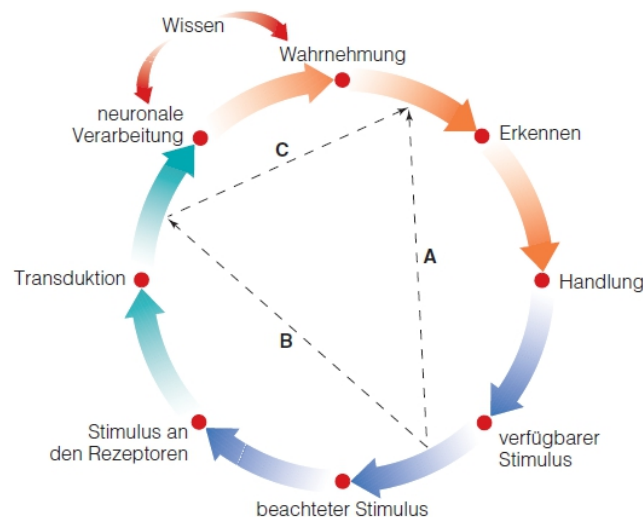 Wissen
Wahrnehmung
neuronale
Verarbeitung
Erkennen
C
A
Transduktion
Handlung
B
Stimulus an
den Rezeptoren
verfügbarer
Stimulus
beachteter Stimulus